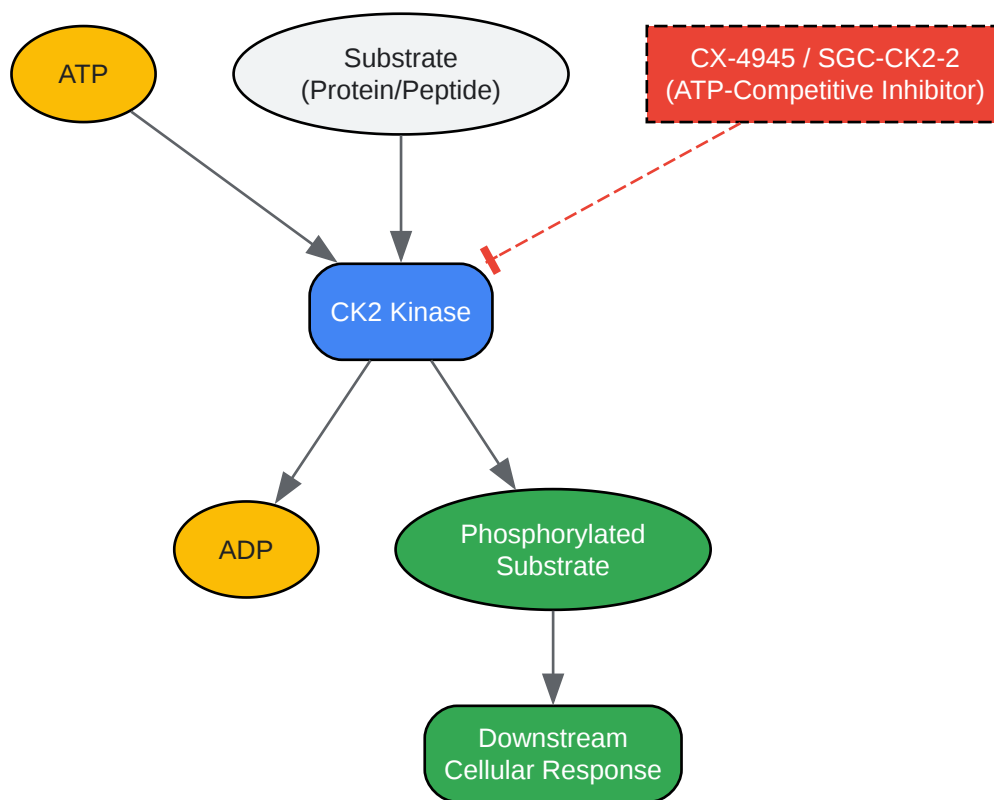 ATP
Substrate
(Protein/Peptide)
CX-4945 / SGC-CK2-2
(ATP-Competitive Inhibitor)
CK2 Kinase
ADP
Phosphorylated
Substrate
Downstream
Cellular Response